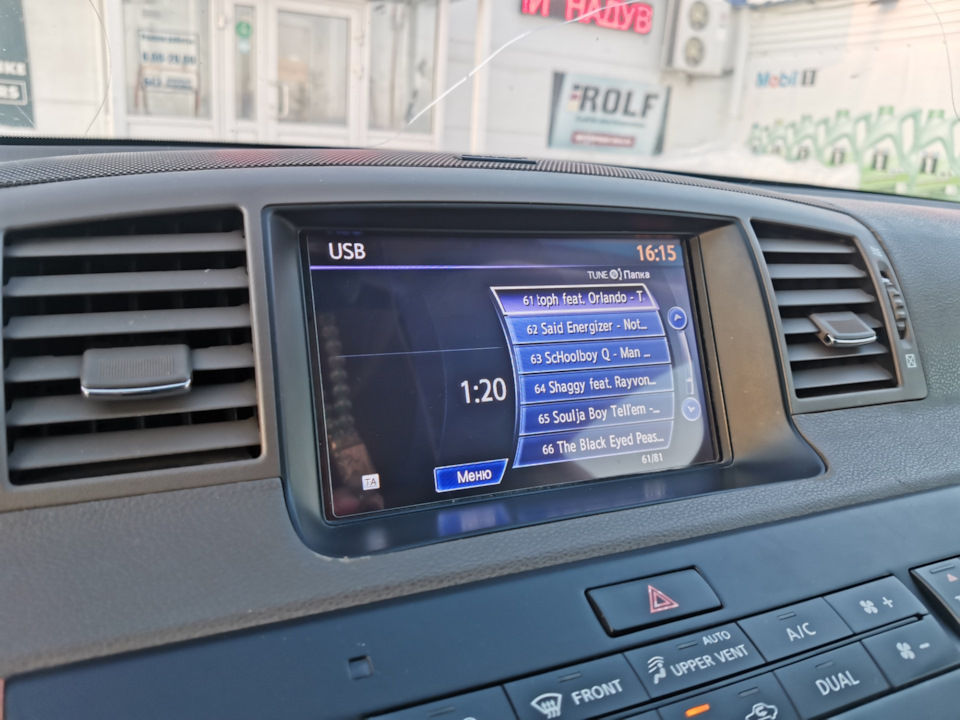 И НАДУВ
Mobil 1
ROLF
USB
16:15
TUNE Папка
61 toph feat. Orlando - T
62 Said Energizer - Not...
63 ScHoolboy Q - Man ...
1:20
64 Shaggy feat. Rayvon...
65 Soulja Boy Tell'em -...
66 The Black Eyed Peas...
61/81
Меню
TA
AUTO
UPPER VENT
A/C
+
-
FRONT
DUAL